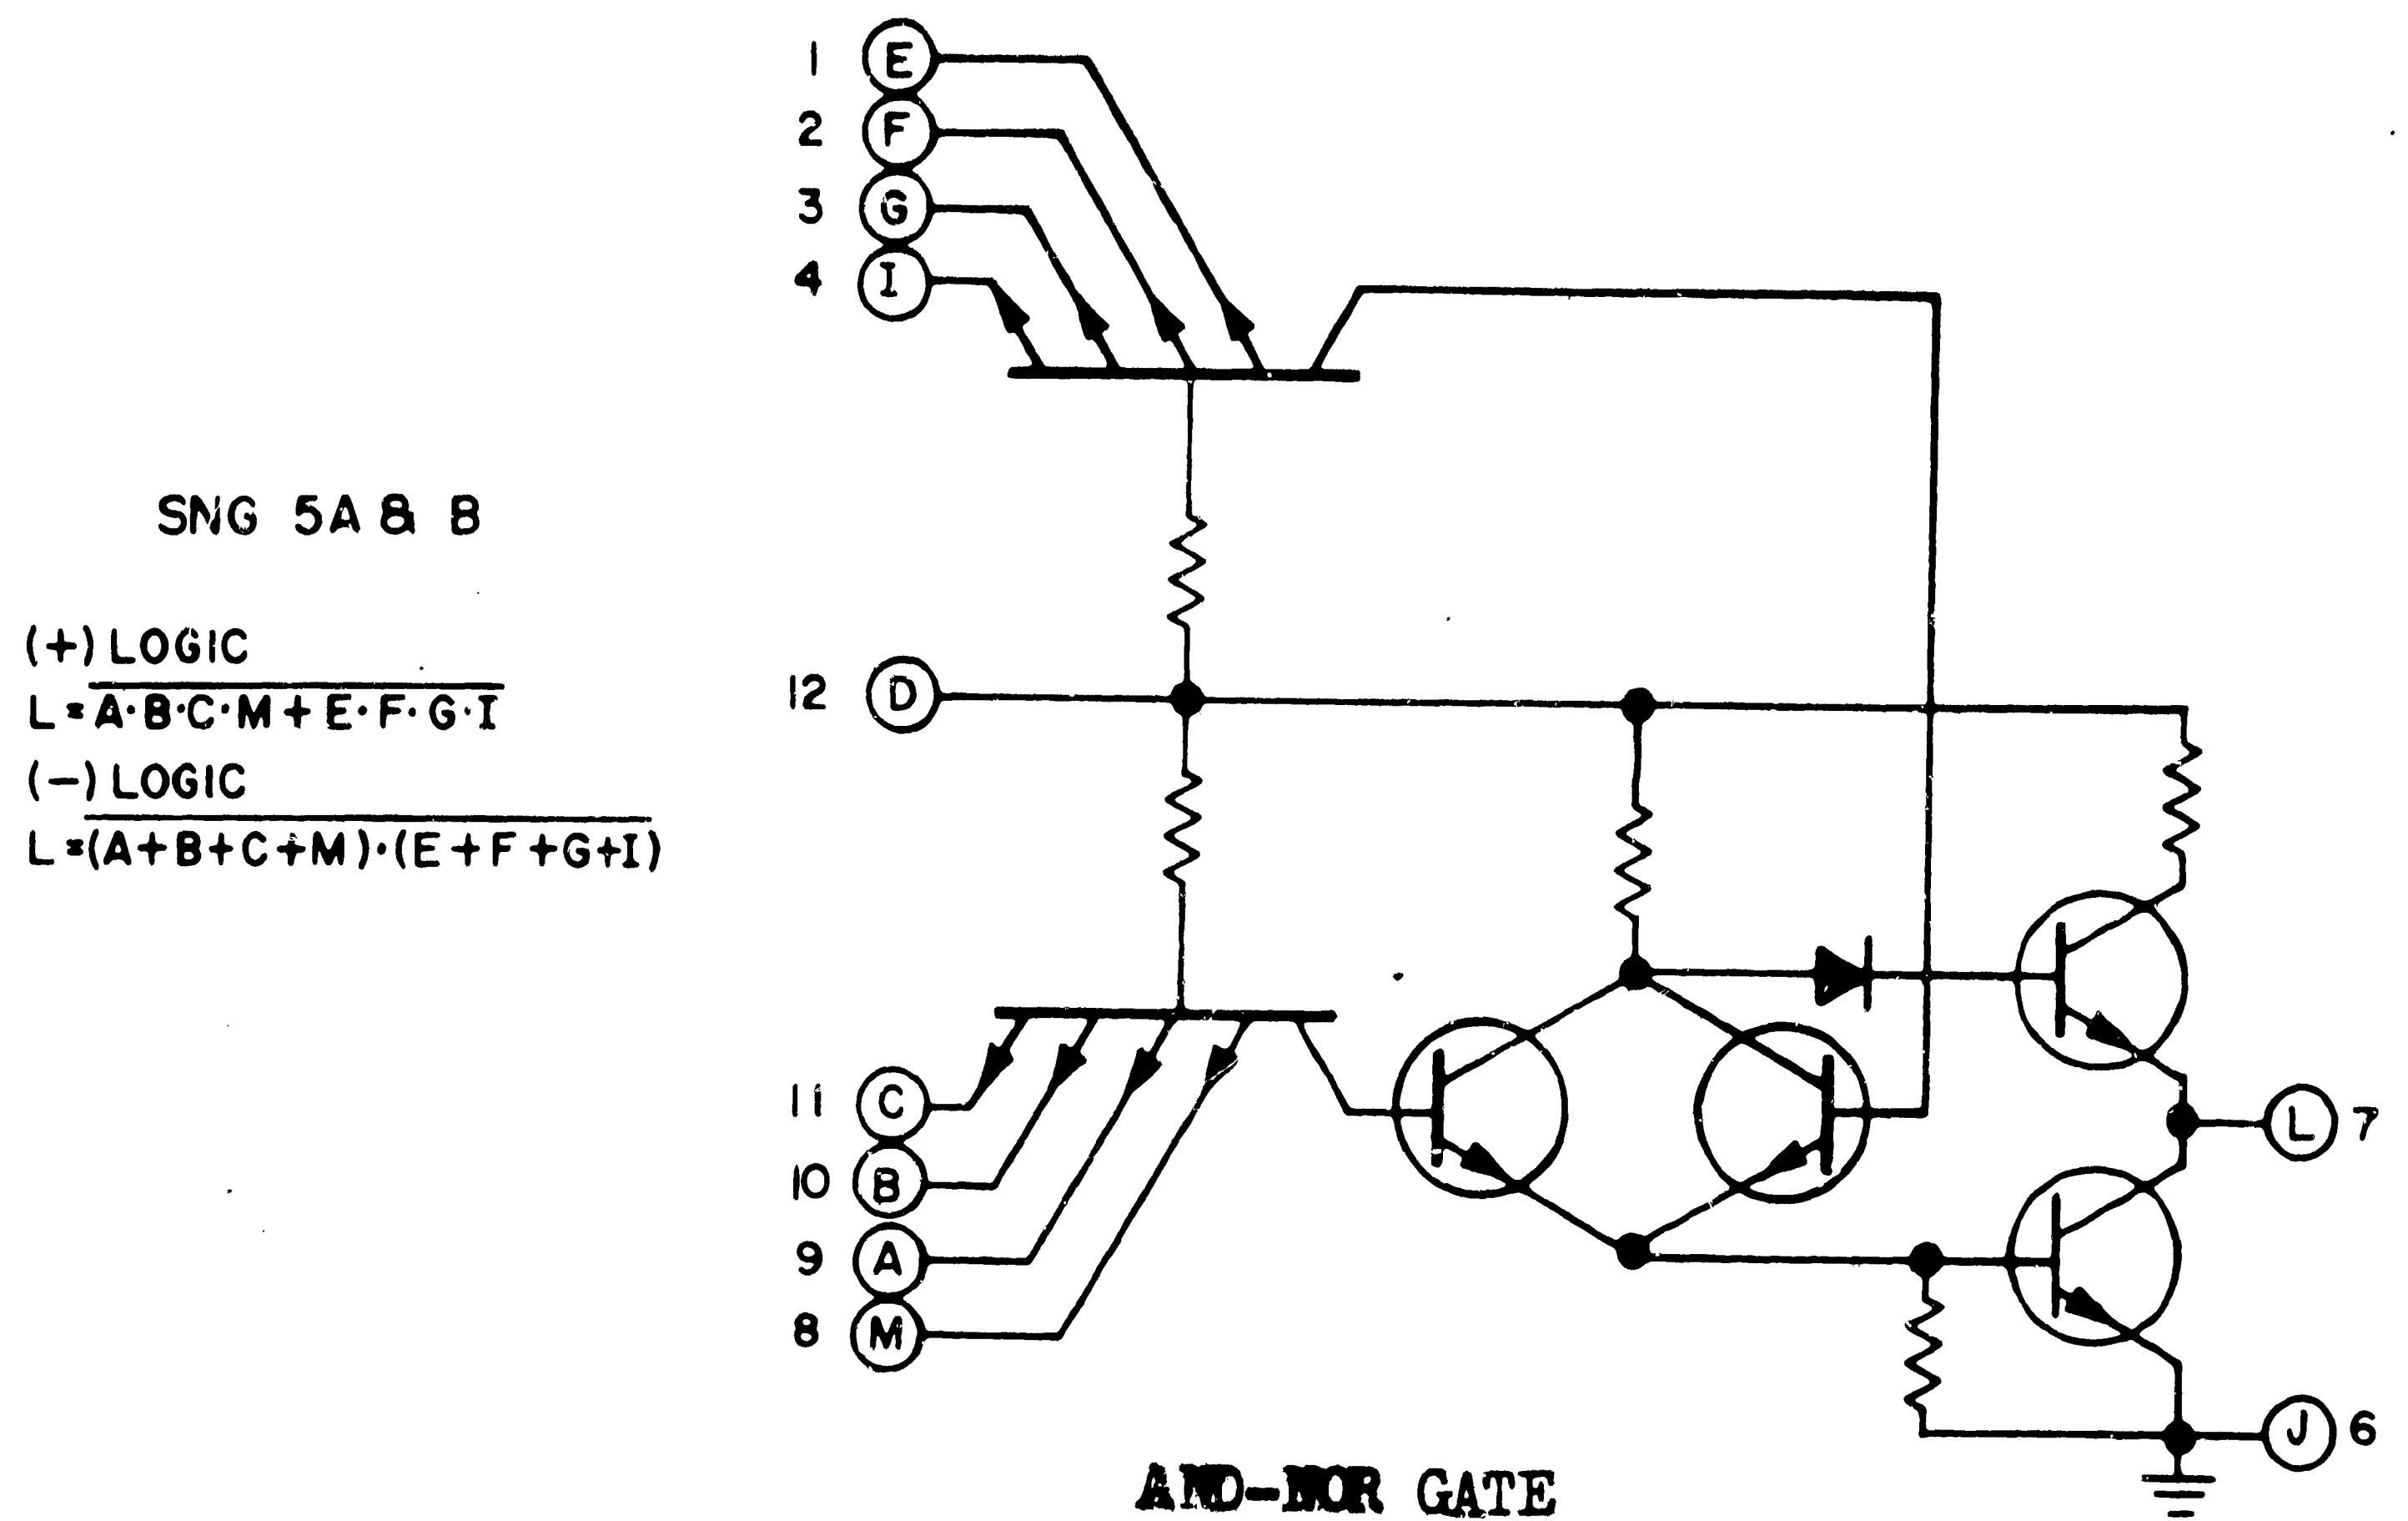 1 E
2 F
3 G
4 I
SNG 5A & B
(+) LOGIC
L = A·B·C·M + E·F·G·I
(−) LOGIC
L = (A+B+C+M)·(E+F+G+I)
12 D
11 C
10 B
9 A
8 M
L 7
J 6
AND-NOR GATE